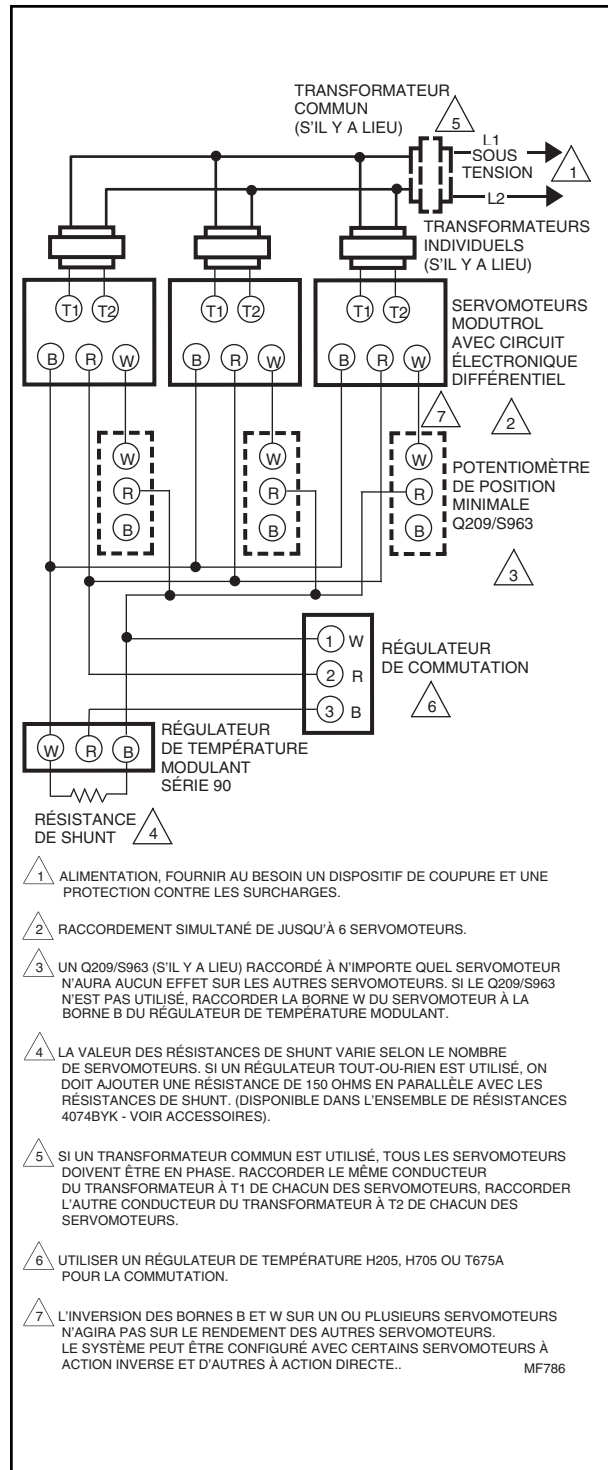 TRANSFORMATEUR
COMMUN
(S'IL Y A LIEU)
5
L1
SOUS
TENSION
1
L2
TRANSFORMATEURS
INDIVIDUELS
(S'IL Y A LIEU)
T1 T2 T1 T2 T1 T2
B R W B R W B R W
SERVOMOTEURS
MODUTROL
AVEC CIRCUIT
ÉLECTRONIQUE
DIFFÉRENTIEL
7 2
W W W
R R R
B B B
POTENTIOMÈTRE
DE POSITION
MINIMALE
Q209/S963
3
1 W
2 R
3 B
RÉGULATEUR
DE COMMUTATION
6
W R B
RÉGULATEUR
DE TEMPÉRATURE
MODULANT
SÉRIE 90
RÉSISTANCE
DE SHUNT
4
1 ALIMENTATION, FOURNIR AU BESOIN UN DISPOSITIF DE COUPURE ET UNE
PROTECTION CONTRE LES SURCHARGES.
2 RACCORDEMENT SIMULTANÉ DE JUSQU'À 6 SERVOMOTEURS.
3 UN Q209/S963 (S'IL Y A LIEU) RACCORDÉ À N'IMPORTE QUEL SERVOMOTEUR
N'AURA AUCUN EFFET SUR LES AUTRES SERVOMOTEURS. SI LE Q209/S963
N'EST PAS UTILISÉ, RACCORDER LA BORNE W DU SERVOMOTEUR À LA
BORNE B DU RÉGULATEUR DE TEMPÉRATURE MODULANT.
4 LA VALEUR DES RÉSISTANCES DE SHUNT VARIE SELON LE NOMBRE
DE SERVOMOTEURS. SI UN RÉGULATEUR TOUT-OU-RIEN EST UTILISÉ, ON
DOIT AJOUTER UNE RÉSISTANCE DE 150 OHMS EN PARALLÈLE AVEC LES
RÉSISTANCES DE SHUNT. (DISPONIBLE DANS L'ENSEMBLE DE RÉSISTANCES
4074BYK - VOIR ACCESSOIRES).
5 SI UN TRANSFORMATEUR COMMUN EST UTILISÉ, TOUS LES SERVOMOTEURS
DOIVENT ÊTRE EN PHASE. RACCORDER LE MÊME CONDUCTEUR
DU TRANSFORMATEUR À T1 DE CHACUN DES SERVOMOTEURS, RACCORDER
L'AUTRE CONDUCTEUR DU TRANSFORMATEUR À T2 DE CHACUN DES
SERVOMOTEURS.
6 UTILISER UN RÉGULATEUR DE TEMPÉRATURE H205, H705 OU T675A
POUR LA COMMUTATION.
7 L'INVERSION DES BORNES B ET W SUR UN OU PLUSIEURS SERVOMOTEURS
N'AGIRA PAS SUR LE RENDEMENT DES AUTRES SERVOMOTEURS.
LE SYSTÈME PEUT ÊTRE CONFIGURÉ AVEC CERTAINS SERVOMOTEURS À
ACTION INVERSE ET D'AUTRES À ACTION DIRECTE..
MF786